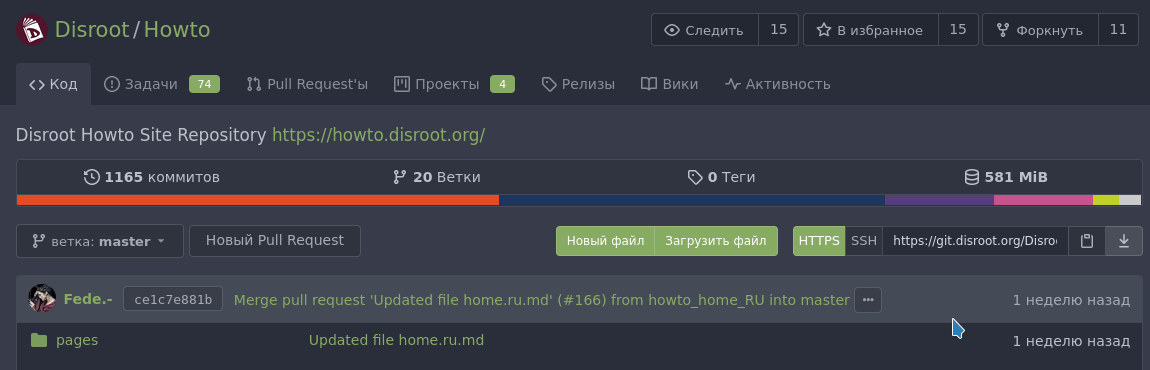 Disroot/Howto
Следить 15
В избранное 15
Форкнуть 11
Код
Задачи 74
Pull Request'ы
Проекты 4
Релизы
Вики
Активность
Disroot Howto Site Repository https://howto.disroot.org/
1165 коммитов
20 Ветки
0 Теги
581 MiB
ветка: master
Новый Pull Request
Новый файл
Загрузить файл
HTTPS
SSH
https://git.disroot.org/Disro
Fede.- ce1c7e881b Merge pull request 'Updated file home.ru.md' (#166) from howto_home_RU into master ... 1 неделю назад
pages Updated file home.ru.md 1 неделю назад